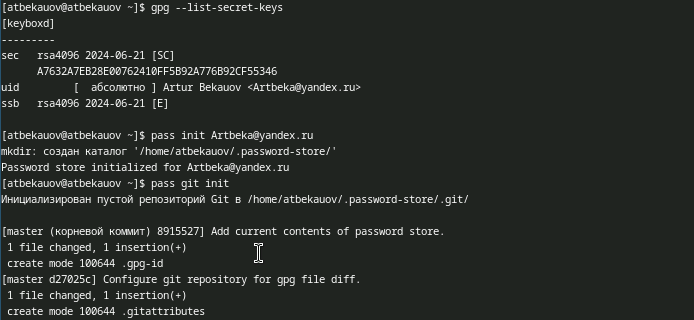 [atbekauov@atbekauov ~]$ gpg --list-secret-keys
[keyboxd]
---------
sec   rsa4096 2024-06-21 [SC]
      A7632A7EB28E00762410FF5B92A776B92CF55346
uid         [  абсолютно ] Artur Bekauov <Artbeka@yandex.ru>
ssb   rsa4096 2024-06-21 [E]

[atbekauov@atbekauov ~]$ pass init Artbeka@yandex.ru
mkdir: создан каталог '/home/atbekauov/.password-store/'
Password store initialized for Artbeka@yandex.ru
[atbekauov@atbekauov ~]$ pass git init
Инициализирован пустой репозиторий Git в /home/atbekauov/.password-store/.git/

[master (корневой коммит) 8915527] Add current contents of password store.
 1 file changed, 1 insertion(+)
 create mode 100644 .gpg-id
[master d27025c] Configure git repository for gpg file diff.
 1 file changed, 1 insertion(+)
 create mode 100644 .gitattributes